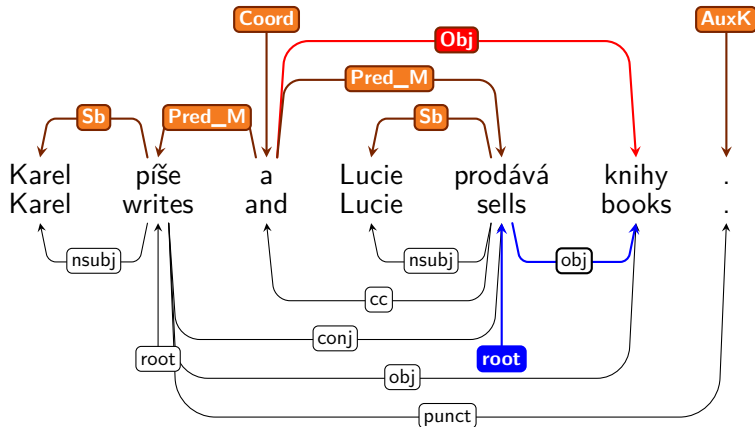 Coord AuxK
Obj
Pred_M
Sb Pred_M Sb
Karel píše a Lucie prodává knihy .
Karel writes and Lucie sells books .
nsubj nsubj obj
cc
conj
root root
obj
punct